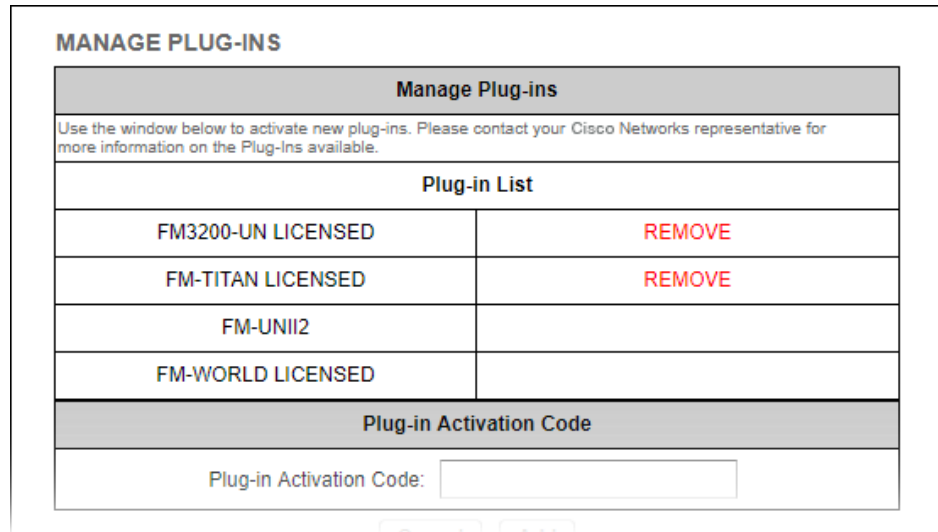 MANAGE PLUG-INS
Manage Plug-ins
Use the window below to activate new plug-ins. Please contact your Cisco Networks representative for
more information on the Plug-Ins available.
Plug-in List
FM3200-UN LICENSED REMOVE
FM-TITAN LICENSED REMOVE
FM-UNII2
FM-WORLD LICENSED
Plug-in Activation Code
Plug-in Activation Code: